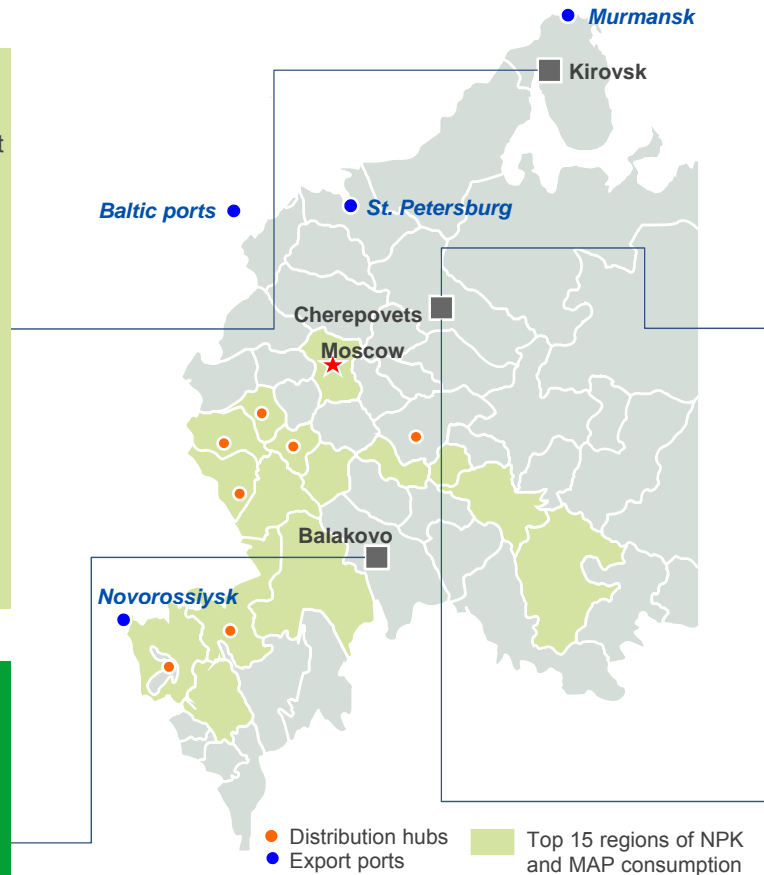 Murmansk
Kirovsk
t
Baltic ports
St. Petersburg
Cherepovets
Moscow
Balakovo
Novorossiysk
Distribution hubs
Export ports
Top 15 regions of NPK
and MAP consumption